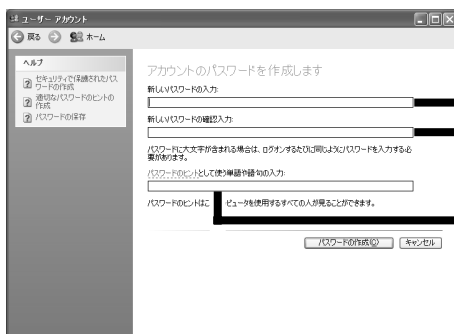 ユーザー アカウント
戻る
ホーム
ヘルプ
セキュリティで保護されたパス
ワードの作成
適切なパスワードのヒントの
作成
パスワードの保存
アカウントのパスワードを作成します
新しいパスワードの入力:
新しいパスワードの確認入力:
パスワードに大文字が含まれる場合は、ログオンするたびに同じようにパスワードを入力する必
要があります。
パスワードのヒントとして使う単語や語句の入力:
パスワードのヒントはこ ピュータを使用するすべての人が見ることができます。
パスワードの作成(C)
キャンセル